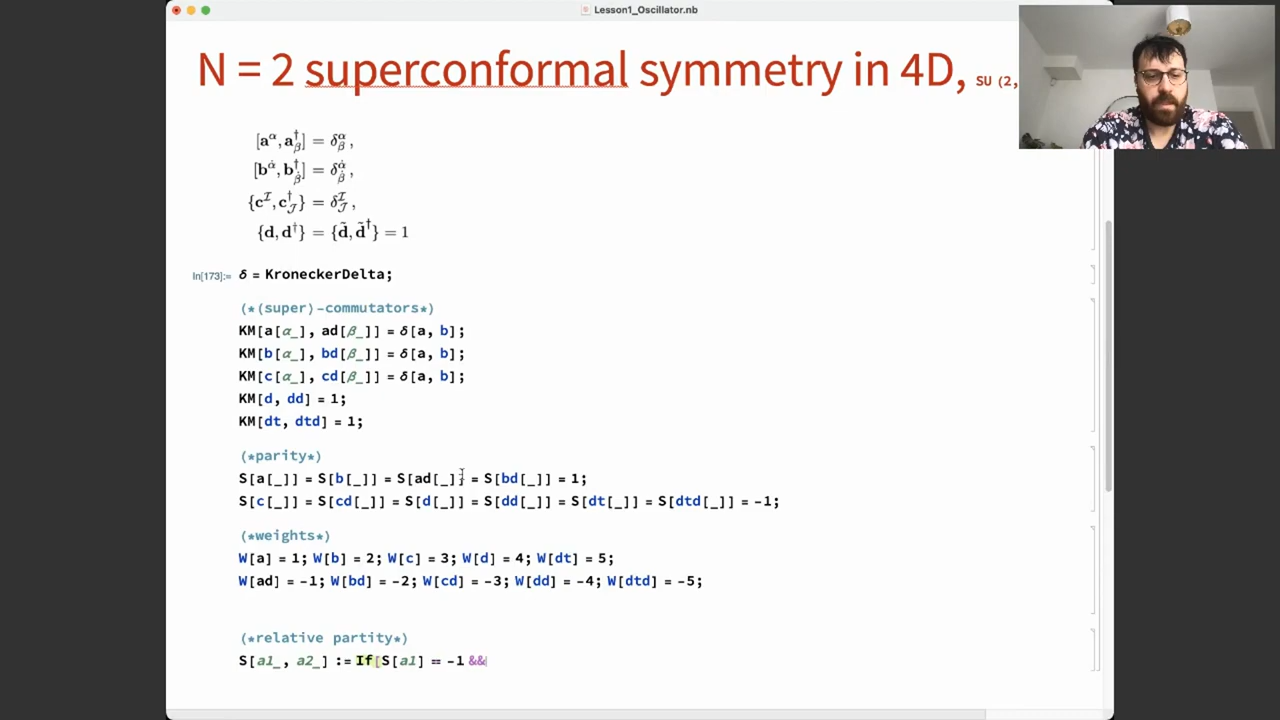 Lesson1_Oscillator.nb
N = 2 superconformal symmetry in 4D, SU (2,
[a^α, a^†_β] = δ^α_β ,
[b^α̇, b^†_β̇] = δ^α̇_β̇ ,
{c^ℐ, c^†_𝒥} = δ^ℐ_𝒥 ,
{d, d^†} = {d̃, d̃^†} = 1
In[173]:= δ = KroneckerDelta;
(*(super)-commutators*)
KM[a[α_], ad[β_]] = δ[a, b];
KM[b[α_], bd[β_]] = δ[a, b];
KM[c[α_], cd[β_]] = δ[a, b];
KM[d, dd] = 1;
KM[dt, dtd] = 1;
(*parity*)
S[a[_]] = S[b[_]] = S[ad[_]] = S[bd[_]] = 1;
S[c[_]] = S[cd[_]] = S[d[_]] = S[dd[_]] = S[dt[_]] = S[dtd[_]] = -1;
(*weights*)
W[a] = 1; W[b] = 2; W[c] = 3; W[d] = 4; W[dt] = 5;
W[ad] = -1; W[bd] = -2; W[cd] = -3; W[dd] = -4; W[dtd] = -5;
(*relative partity*)
S[a1_, a2_] := If[S[a1] == -1 &&